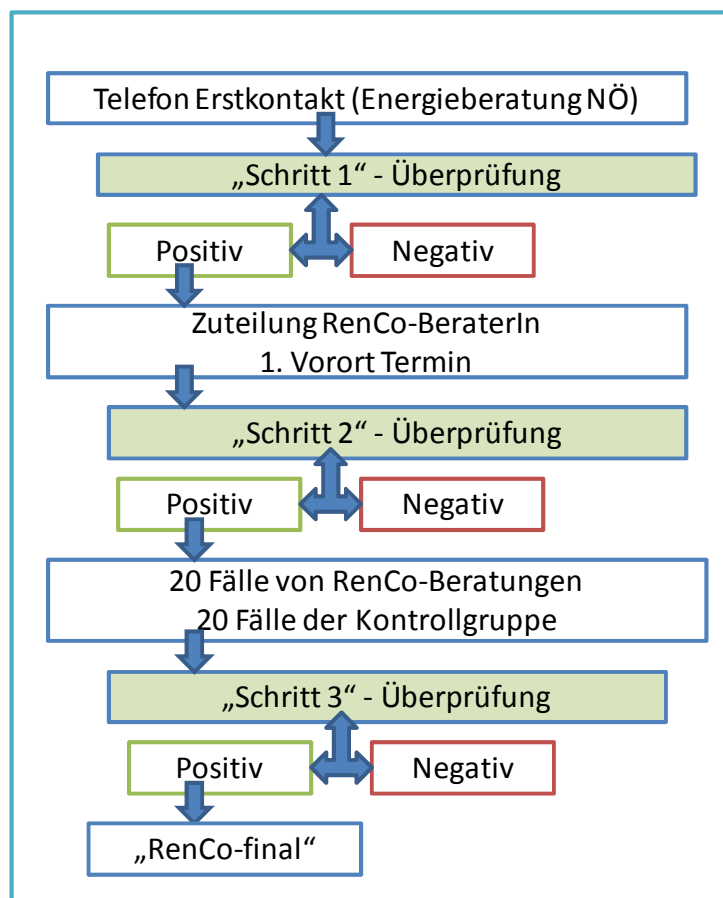 Telefon Erstkontakt (Energieberatung NÖ)
„Schritt 1“ - Überprüfung
Positiv
Negativ
Zuteilung RenCo-BeraterIn
1. Vorort Termin
„Schritt 2“ - Überprüfung
Positiv
Negativ
20 Fälle von RenCo-Beratungen
20 Fälle der Kontrollgruppe
„Schritt 3“ - Überprüfung
Positiv
Negativ
„RenCo-final“